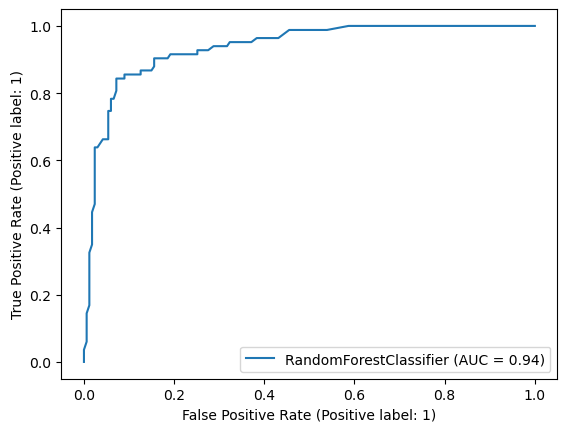 1.0
0.8
0.6
0.4
0.2
0.0
True Positive Rate (Positive label: 1)
RandomForestClassifier (AUC = 0.94)
0.0 0.2 0.4 0.6 0.8 1.0
False Positive Rate (Positive label: 1)